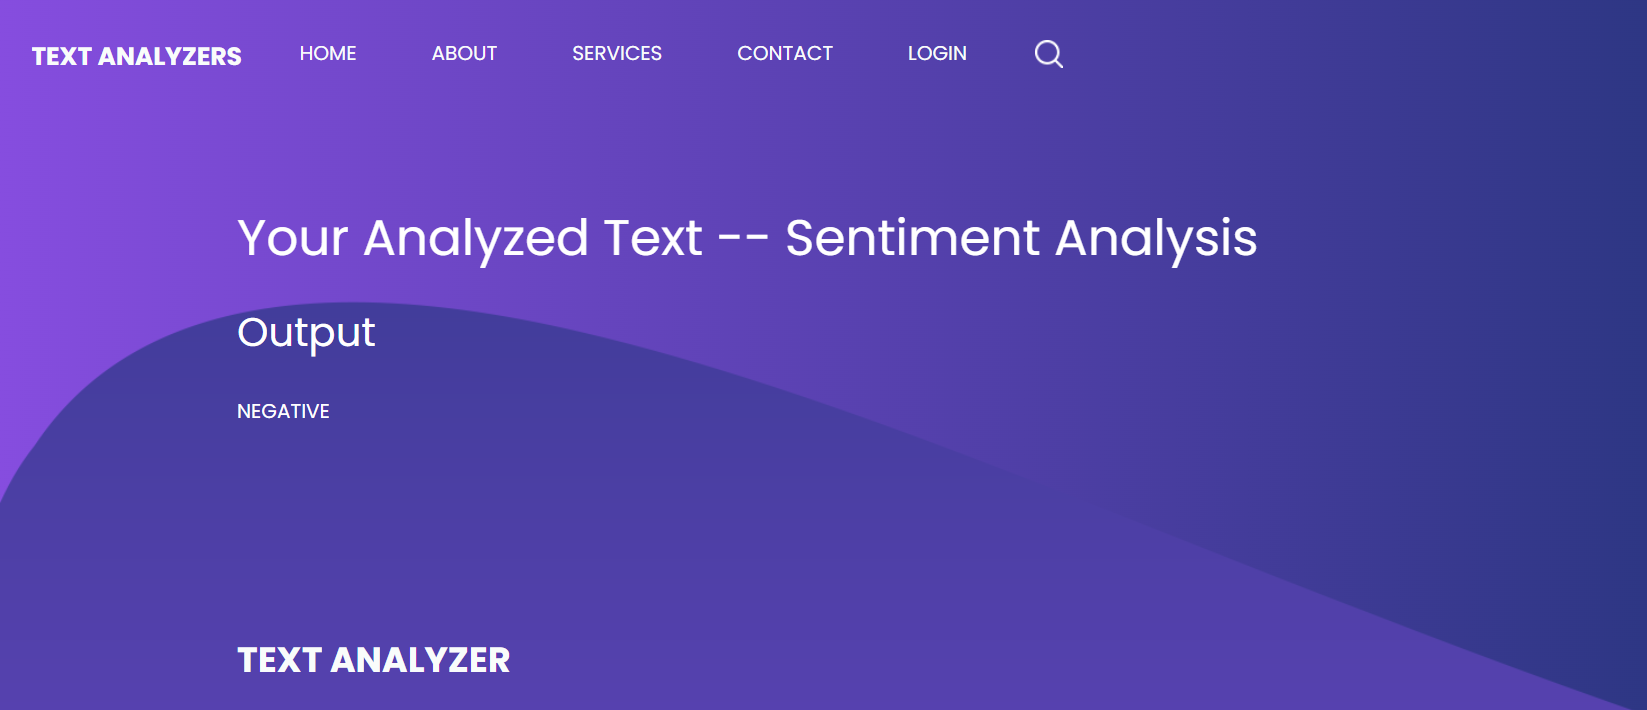 TEXT ANALYZERS HOME ABOUT SERVICES CONTACT LOGIN
Your Analyzed Text -- Sentiment Analysis
Output
NEGATIVE
TEXT ANALYZER